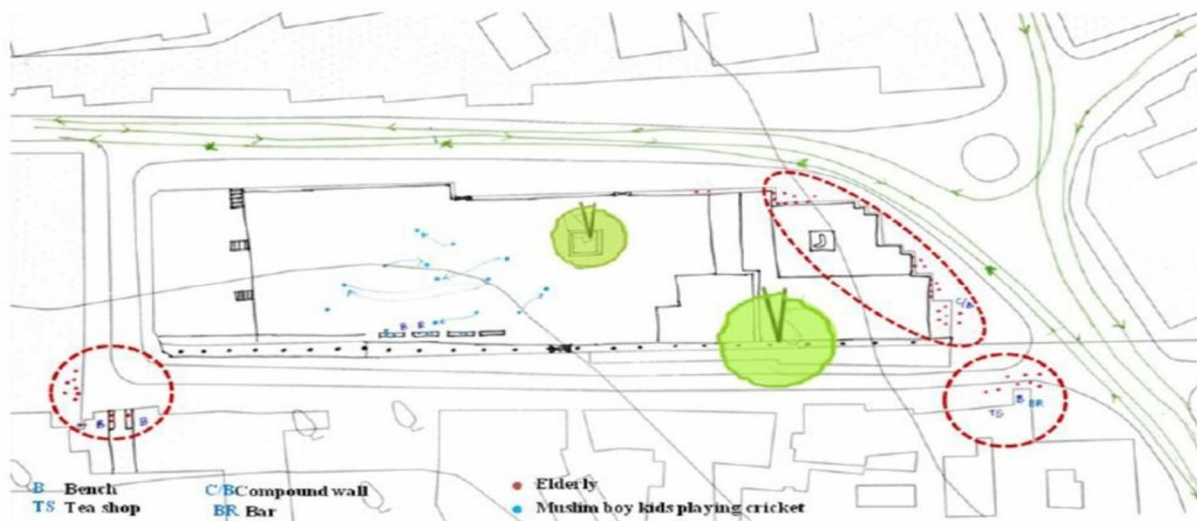 C/B
B R
B B
B
TS BR
B Bench
TS Tea shop
C/B Compound wall
BR Bar
Elderly
Muslim boy kids playing cricket